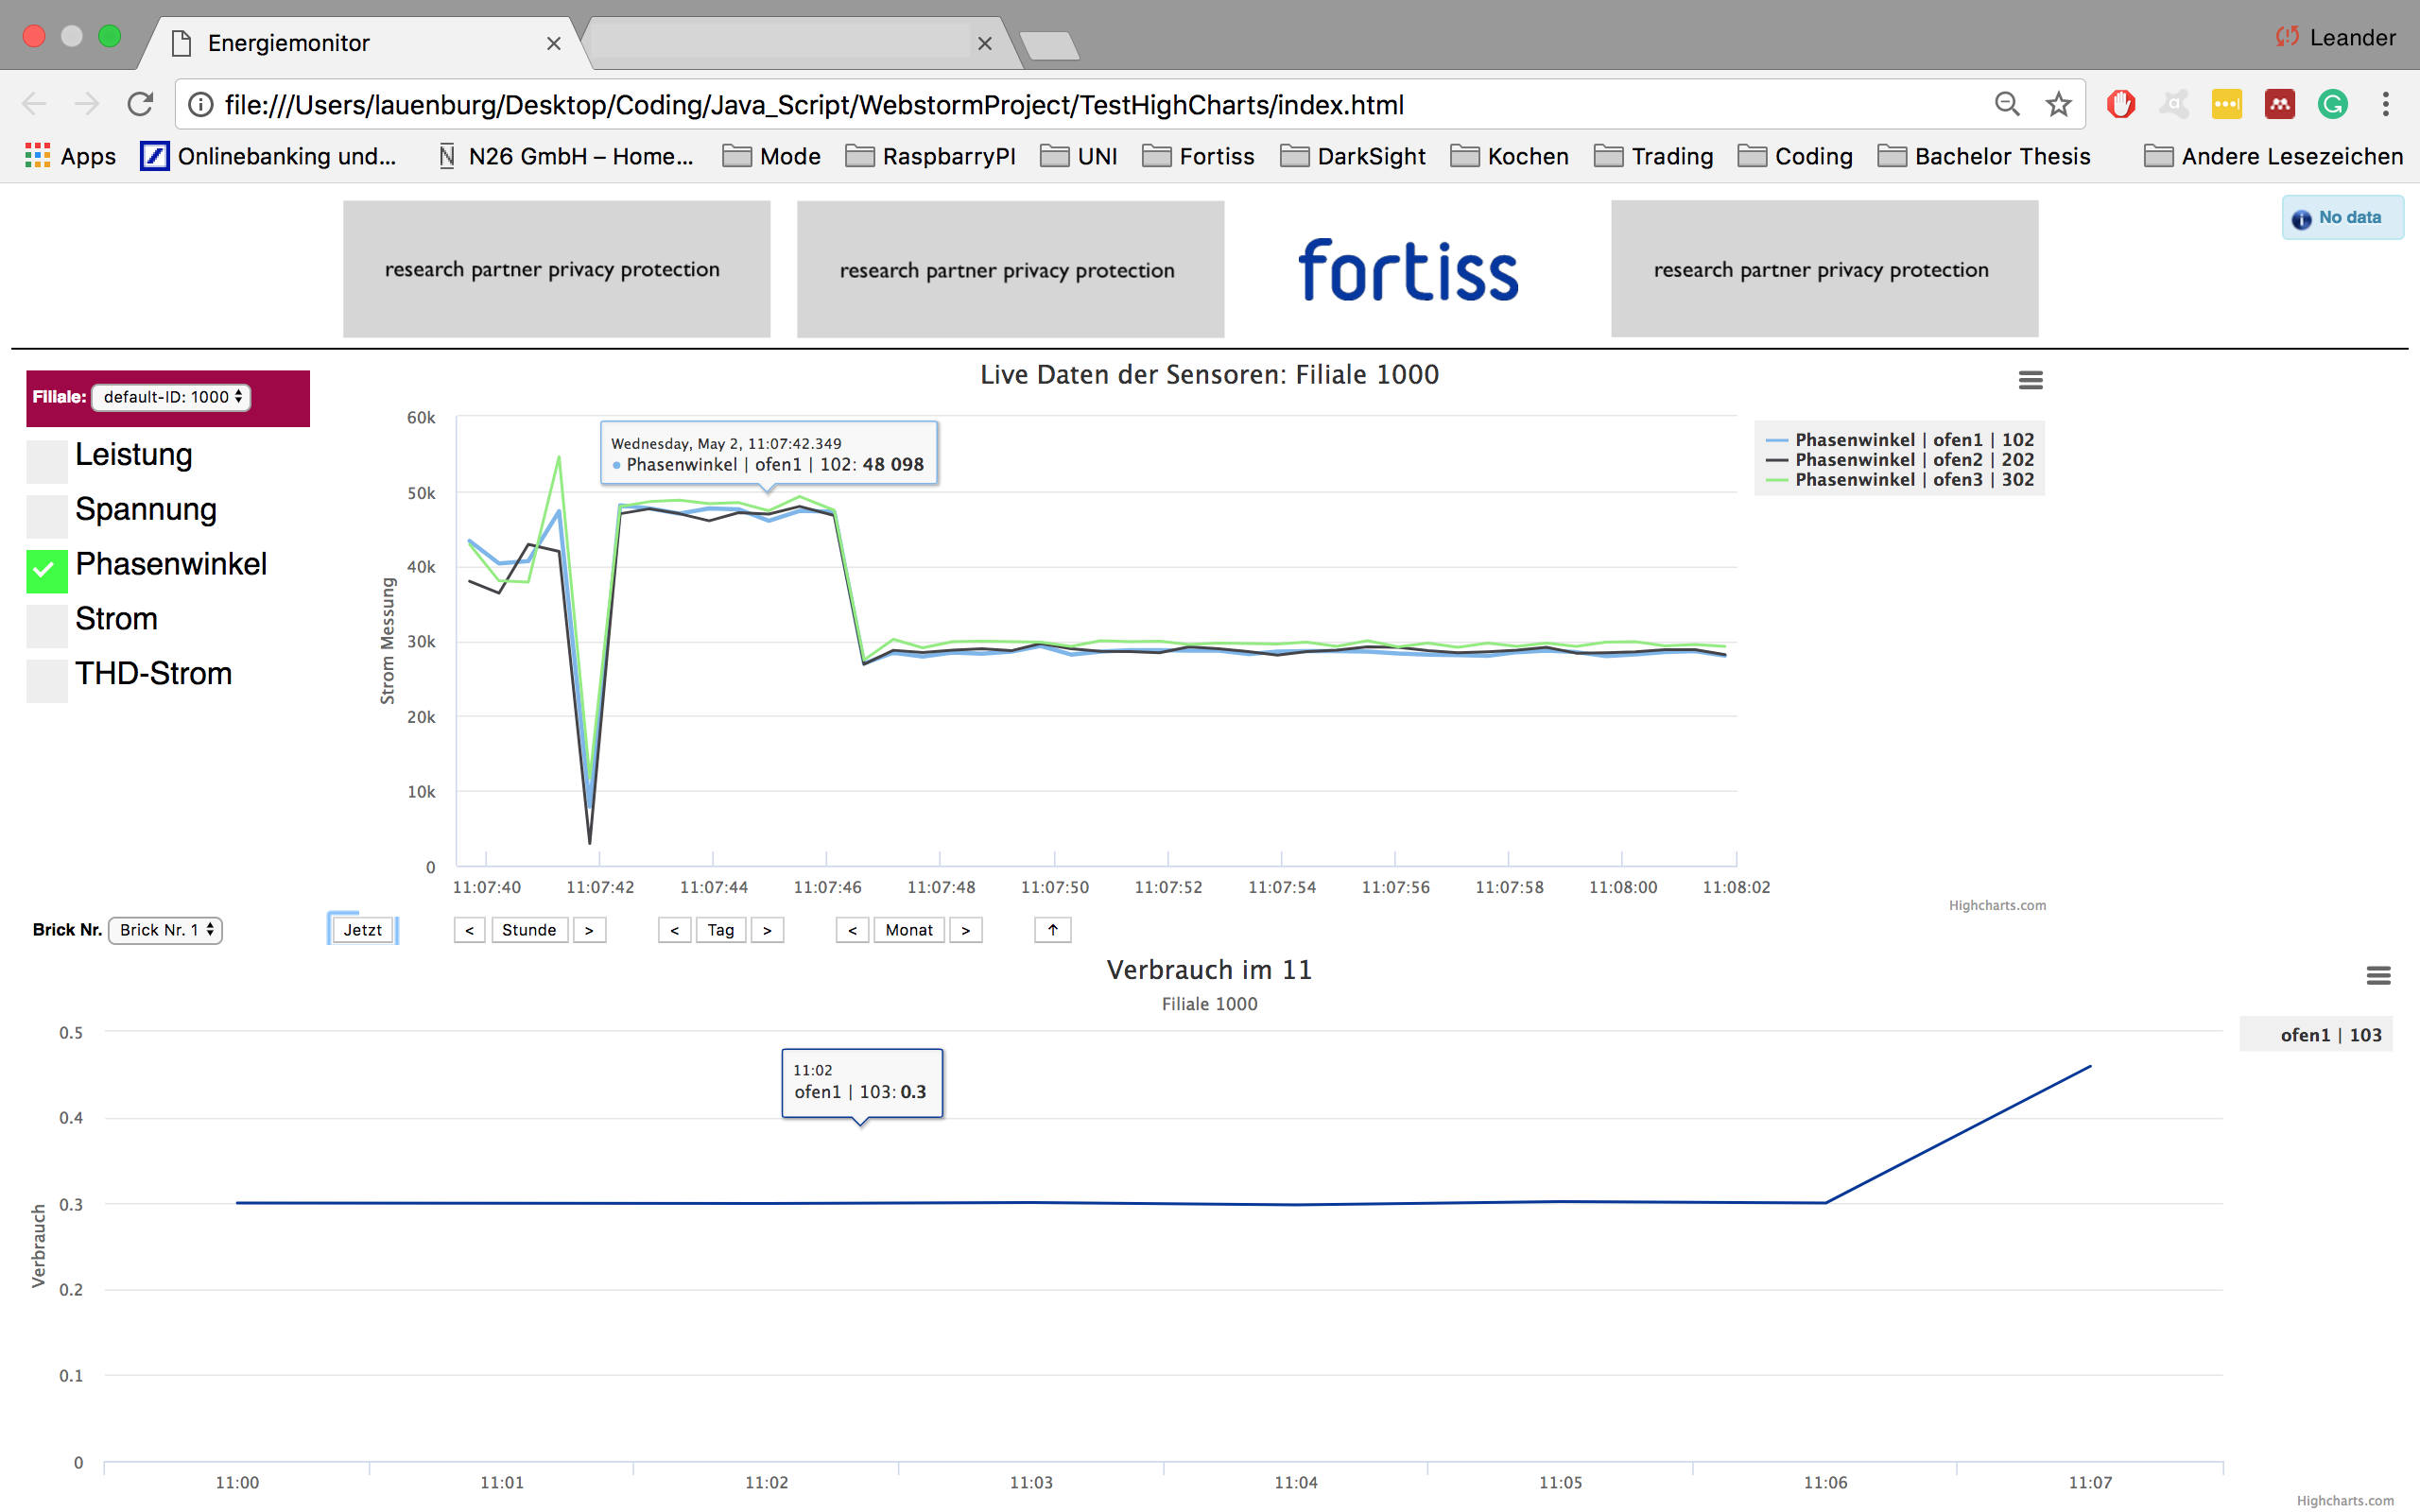 Energiemonitor
Leander
file:///Users/lauenburg/Desktop/Coding/Java_Script/WebstormProject/TestHighCharts/index.html
Apps Onlinebanking und... N26 GmbH – Home... Mode RaspbarryPI UNI Fortiss DarkSight Kochen Trading Coding Bachelor Thesis Andere Lesezeichen
research partner privacy protection research partner privacy protection fortiss research partner privacy protection
No data
Filiale: default-ID: 1000
Leistung
Spannung
Phasenwinkel
Strom
THD-Strom
Live Daten der Sensoren: Filiale 1000
Strom Messung
60k
50k
40k
30k
20k
10k
0
Wednesday, May 2, 11:07:42.349
Phasenwinkel | ofen1 | 102: 48 098
Phasenwinkel | ofen1 | 102
Phasenwinkel | ofen2 | 202
Phasenwinkel | ofen3 | 302
11:07:40 11:07:42 11:07:44 11:07:46 11:07:48 11:07:50 11:07:52 11:07:54 11:07:56 11:07:58 11:08:00 11:08:02
Highcharts.com
Brick Nr. Brick Nr. 1 Jetzt < Stunde > < Tag > < Monat > ↑
Verbrauch im 11
Filiale 1000
Verbrauch
0.5
0.4
0.3
0.2
0.1
0
11:02
ofen1 | 103: 0.3
ofen1 | 103
11:00 11:01 11:02 11:03 11:04 11:05 11:06 11:07
Highcharts.com